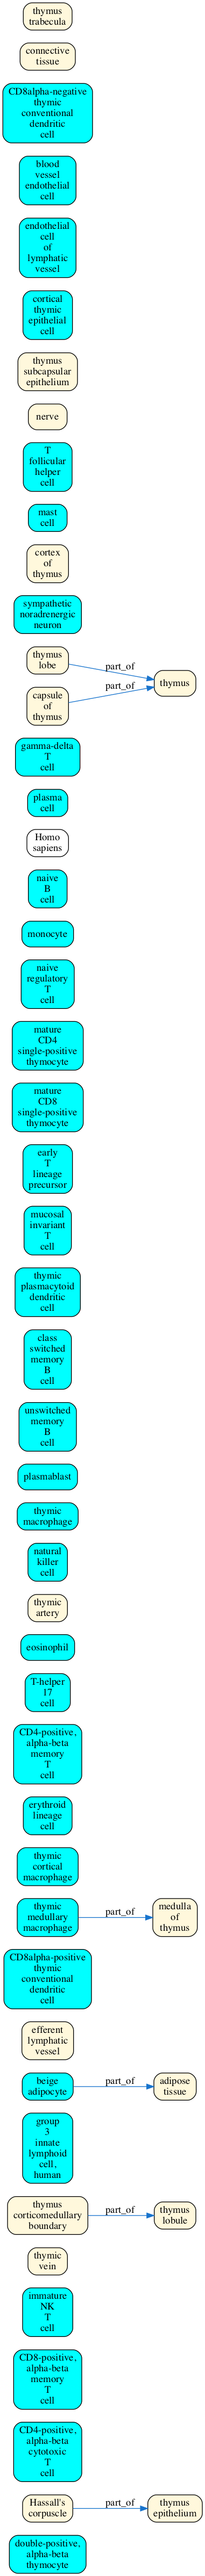 thymus
trabecula
connective
tissue
CD8alpha-negative
thymic
conventional
dendritic
cell
blood
vessel
endothelial
cell
endothelial
cell
of
lymphatic
vessel
cortical
thymic
epithelial
cell
thymus
subcapsular
epithelium
nerve
T
follicular
helper
cell
mast
cell
cortex
of
thymus
sympathetic
noradrenergic
neuron
thymus
lobe
part_of
capsule
of
thymus
part_of
thymus
gamma-delta
T
cell
plasma
cell
Homo
sapiens
naive
B
cell
monocyte
naive
regulatory
T
cell
mature
CD4
single-positive
thymocyte
mature
CD8
single-positive
thymocyte
early
T
lineage
precursor
mucosal
invariant
T
cell
thymic
plasmacytoid
dendritic
cell
class
switched
memory
B
cell
unswitched
memory
B
cell
plasmablast
thymic
macrophage
natural
killer
cell
thymic
artery
eosinophil
T-helper
17
cell
CD4-positive,
alpha-beta
memory
T
cell
erythroid
lineage
cell
thymic
cortical
macrophage
thymic
medullary
macrophage
part_of
medulla
of
thymus
CD8alpha-positive
thymic
conventional
dendritic
cell
efferent
lymphatic
vessel
beige
adipocyte
part_of
adipose
tissue
group
3
innate
lymphoid
cell,
human
thymus
corticomedullary
boundary
part_of
thymus
lobule
thymic
vein
immature
NK
T
cell
CD8-positive,
alpha-beta
memory
T
cell
CD4-positive,
alpha-beta
cytotoxic
T
cell
Hassall's
corpuscle
part_of
thymus
epithelium
double-positive,
alpha-beta
thymocyte